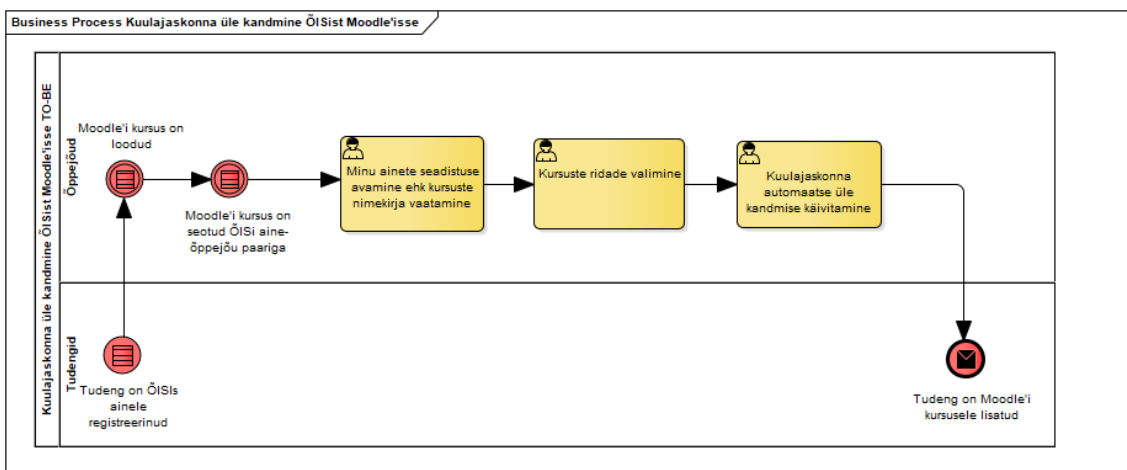 Business Process Kuulajaskonna üle kandmine ÕISist Moodle'isse
Kuulajaskonna üle kandmine ÕISist Moodle'isse TO-BE
Õppejõud
Moodle'i kursus on
loodud
Moodle'i kursus on
seotud ÕISi aine-
õppejõu paariga
Minu ainete seadistuse
avamine ehk kursuste
nimekirja vaatamine
Kursuste ridade valimine
Kuulajaskonna
automaatse üle
kandmise käivitamine
Tudengid
Tudeng on ÕISIs
ainele
registreerinud
Tudeng on Moodle'i
kursusele lisatud